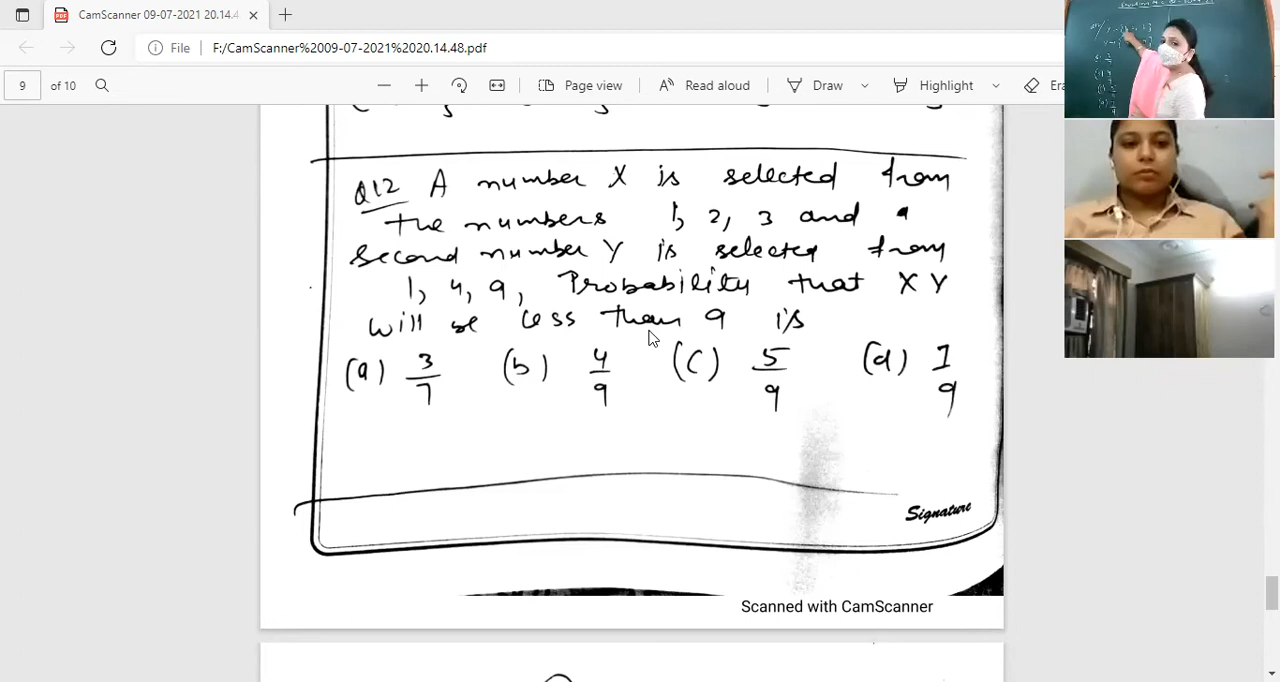 CamScanner 09-07-2021 20.14.4
File F:/CamScanner%2009-07-2021%2020.14.48.pdf
9 of 10 Page view Read aloud Draw Highlight Era
Q12 A number X is selected from
the numbers 1, 2, 3 and a
second number Y is selected from
1, 4, 9, Probability that XY
will be less than 9 is
(a) 3/7 (b) 4/9 (c) 5/9 (d) 7/9
Signature
Scanned with CamScanner